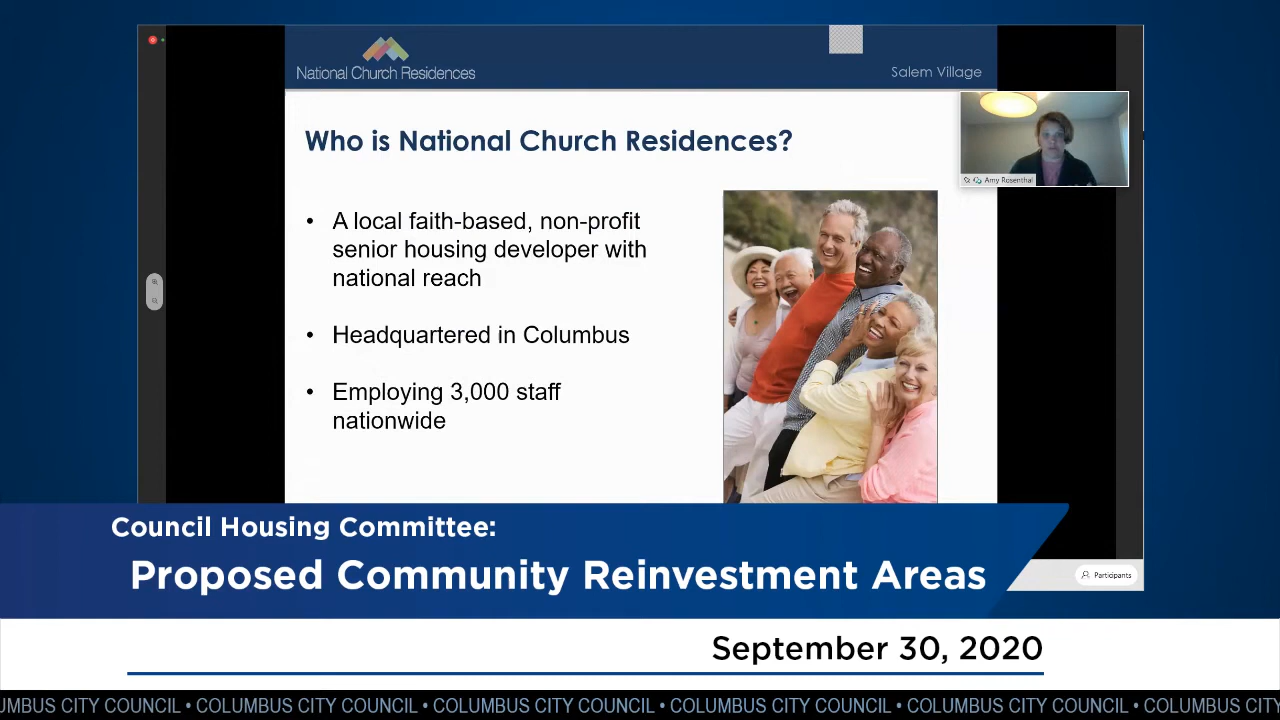 National Church Residences
Salem Village
Who is National Church Residences?
Amy Rosenthal
• A local faith-based, non-profit
senior housing developer with
national reach
• Headquartered in Columbus
• Employing 3,000 staff
nationwide
Council Housing Committee:
Proposed Community Reinvestment Areas
Participants
September 30, 2020
UMBUS CITY COUNCIL • COLUMBUS CITY COUNCIL • COLUMBUS CITY COUNCIL • COLUMBUS CITY COUNCIL • COLUMBUS CITY COUNCIL • COLUMBUS CITY